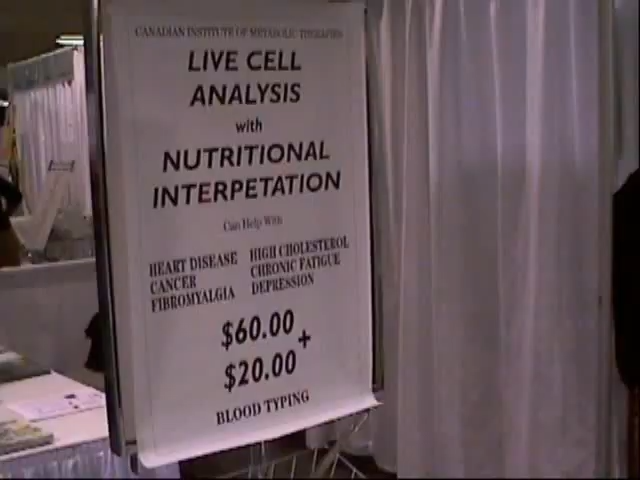 CANADIAN INSTITUTE OF METABOLIC THERAPIES
LIVE CELL
ANALYSIS
with
NUTRITIONAL
INTERPETATION
Can Help With
HEART DISEASE HIGH CHOLESTEROL
CANCER CHRONIC FATIGUE
FIBROMYALGIA DEPRESSION
$60.00
+
$20.00
BLOOD TYPING